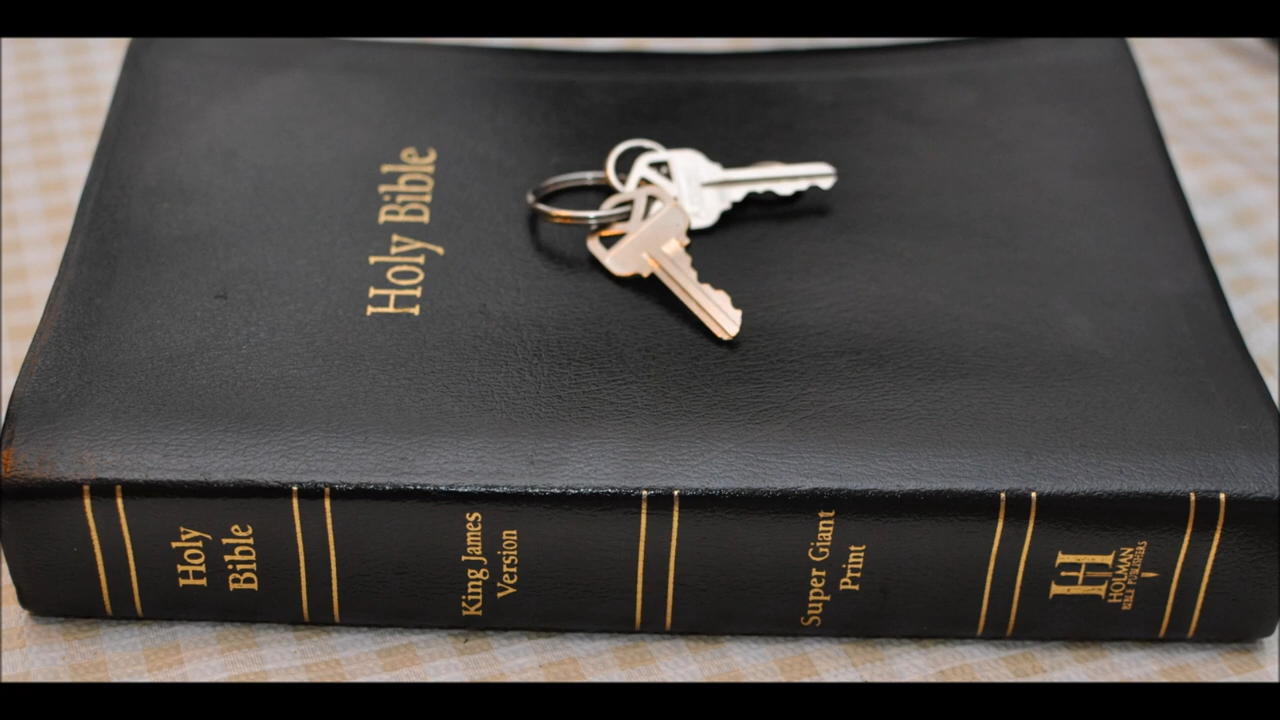 Holy Bible
Holy
Bible
King James
Version
Super Giant
Print
HOLMAN
BIBLE PUBLISHERS